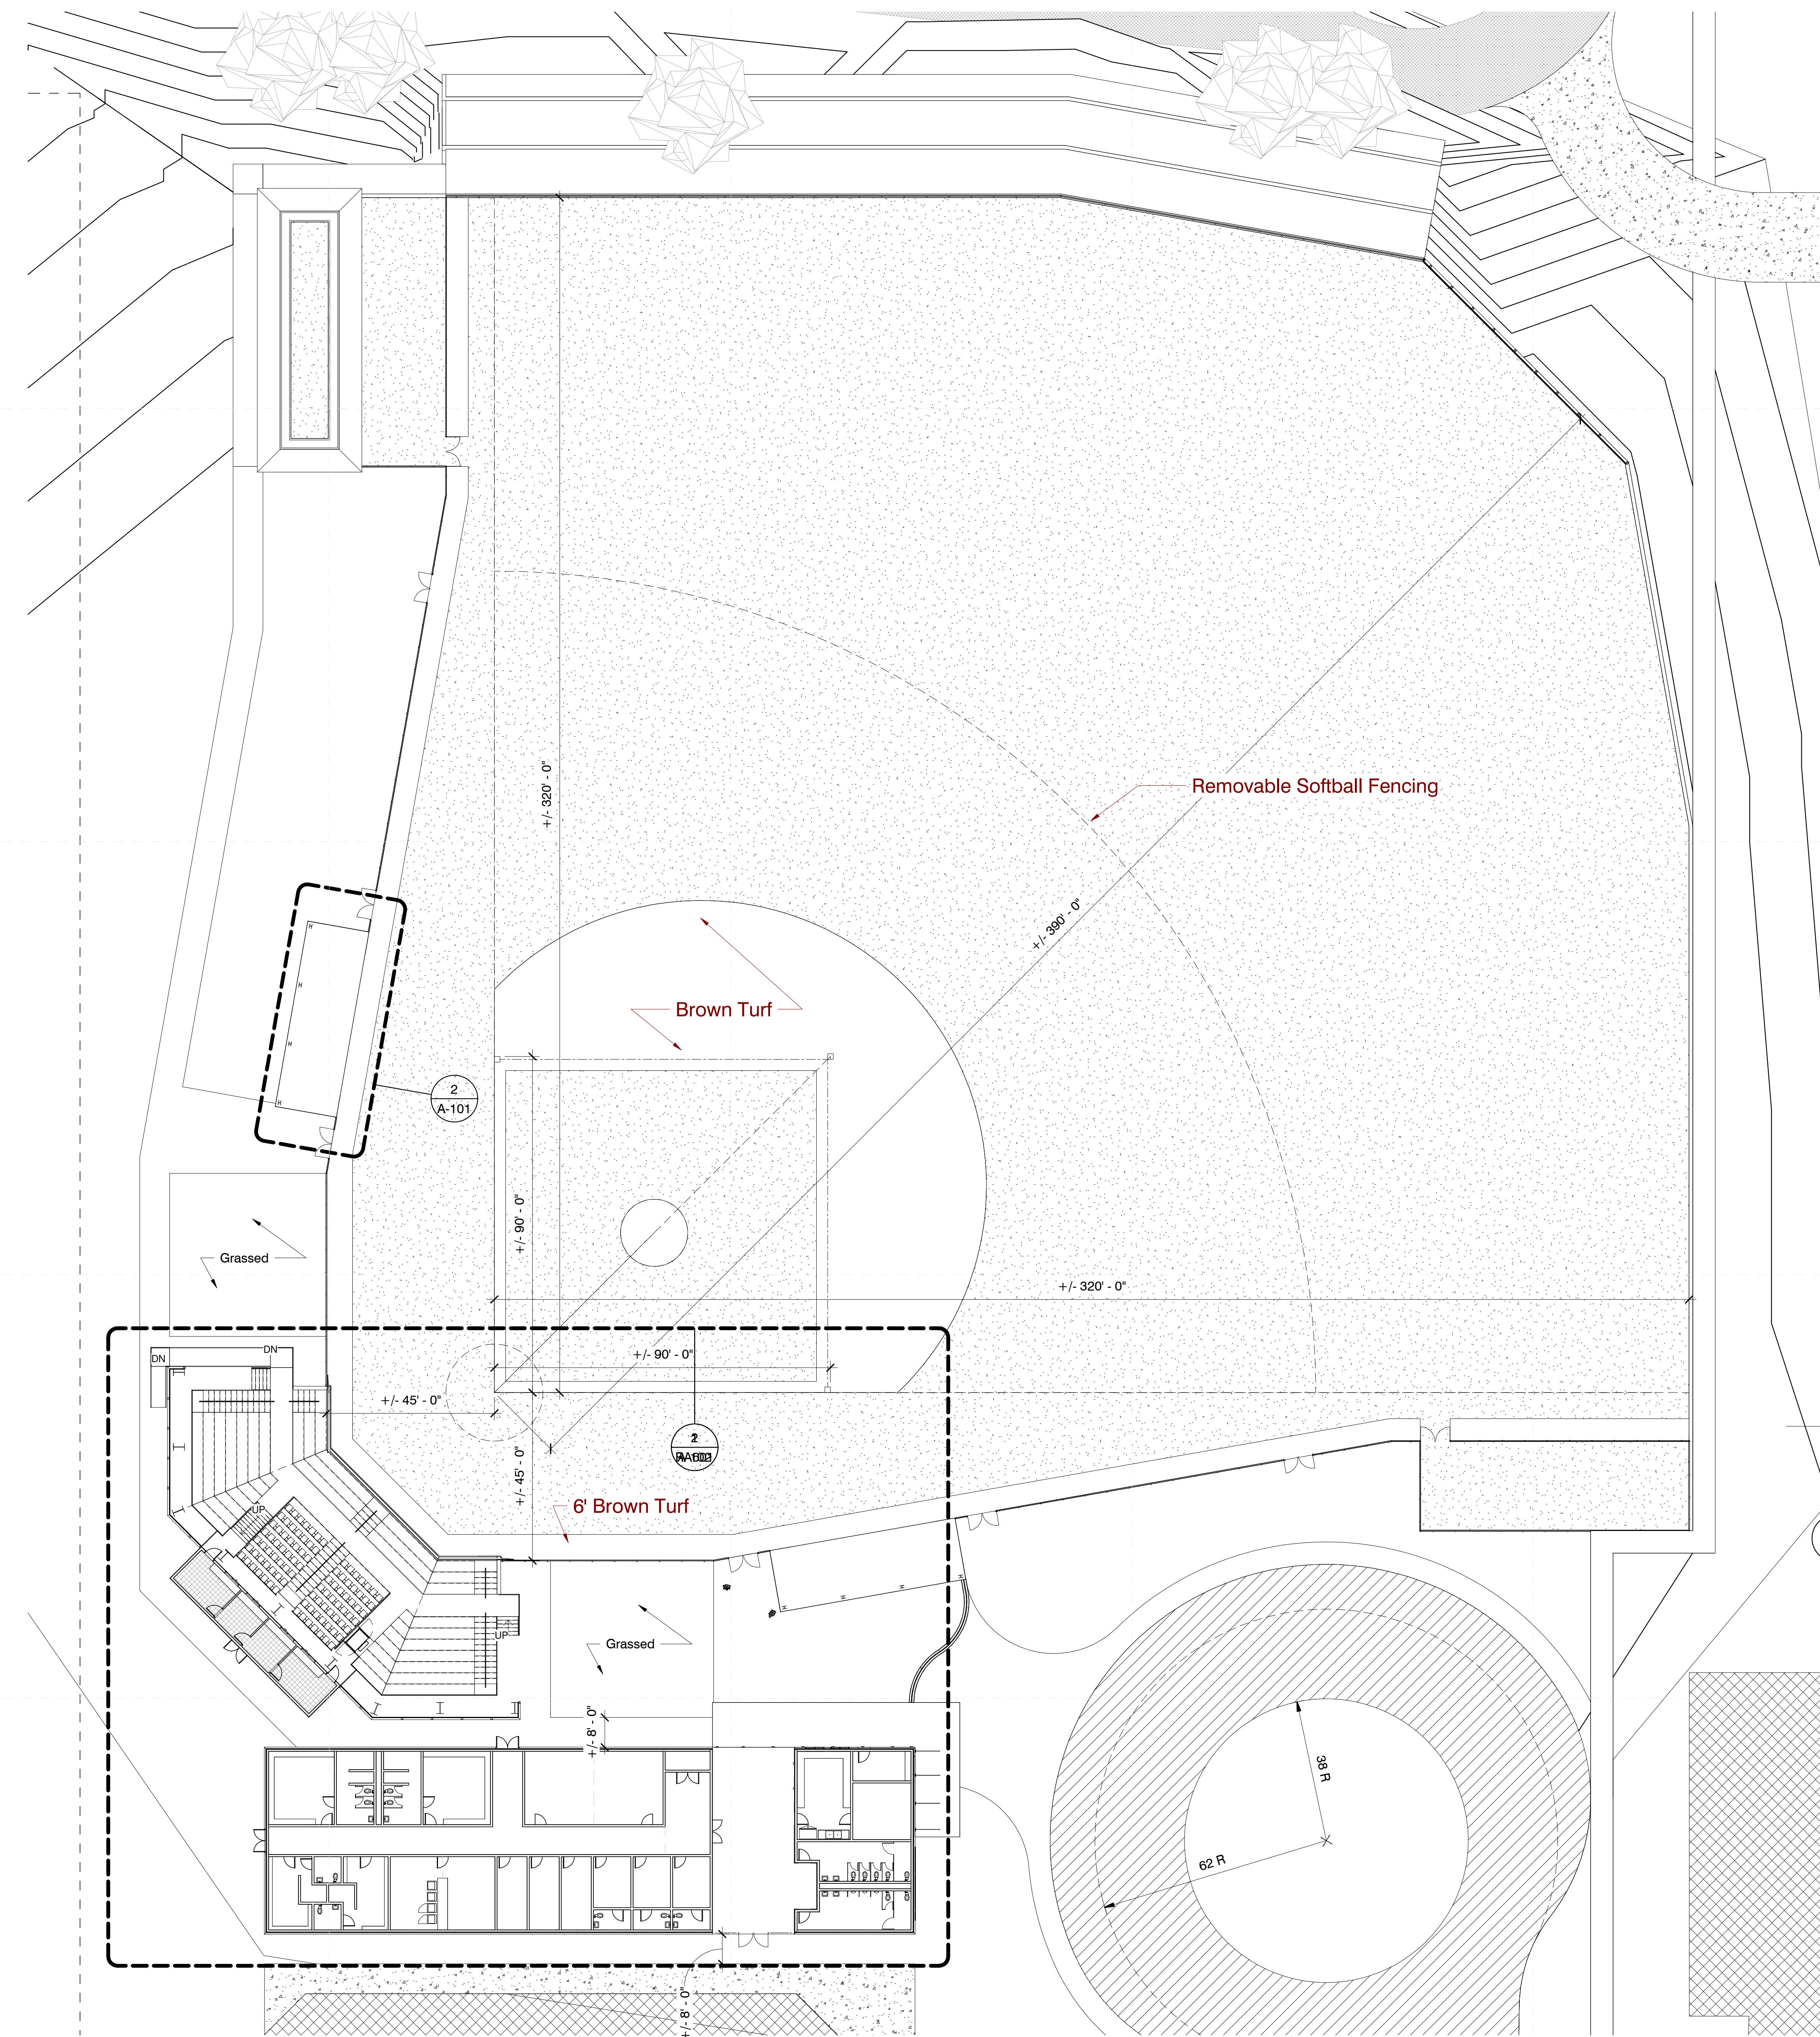 +/- 320' - 0"
Removable Softball Fencing
+/- 390' - 0"
H
Brown Turf
H
H
2
A-101
H
+/- 90' - 0"
Grassed
+/- 320' - 0"
DN
DN
+/- 90' - 0"
+/- 45' - 0"
+/- 45' - 0"
6' Brown Turf
UP
H
H
H
H
UP
Grassed
+/- 8' - 0"
38 R
62 R
+/- 8' - 0"